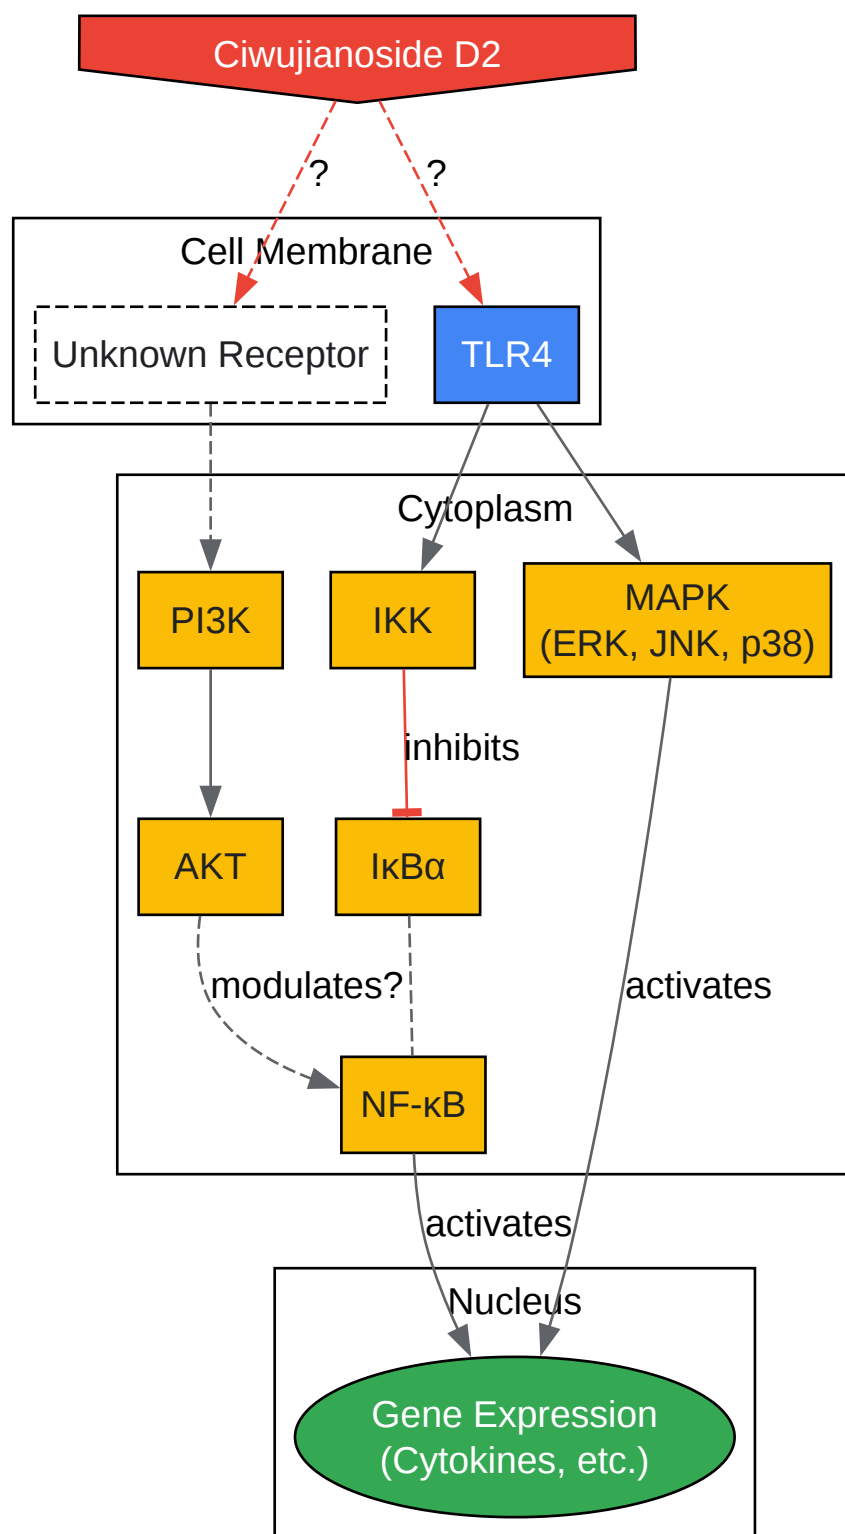 Ciwujianoside D2
?
?
Cell Membrane
Unknown Receptor
TLR4
Cytoplasm
PI3K
IKK
MAPK
(ERK, JNK, p38)
inhibits
AKT
IκBα
modulates?
activates
NF-κB
activates
Nucleus
Gene Expression
(Cytokines, etc.)